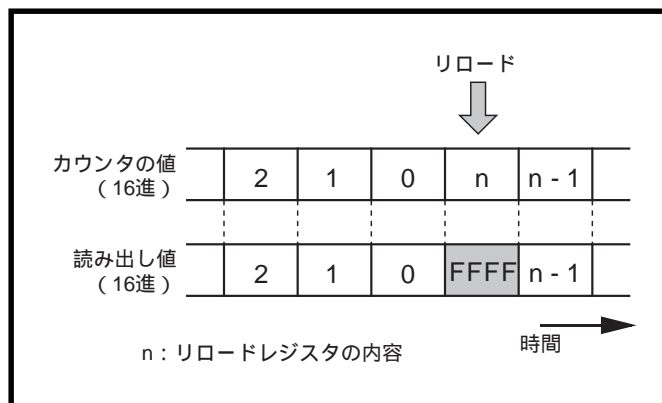 リロード
カウンタの値
（16進）
2 1 0 n n - 1
読み出し値
（16進）
2 1 0 FFFF n - 1
n：リロードレジスタの内容
時間